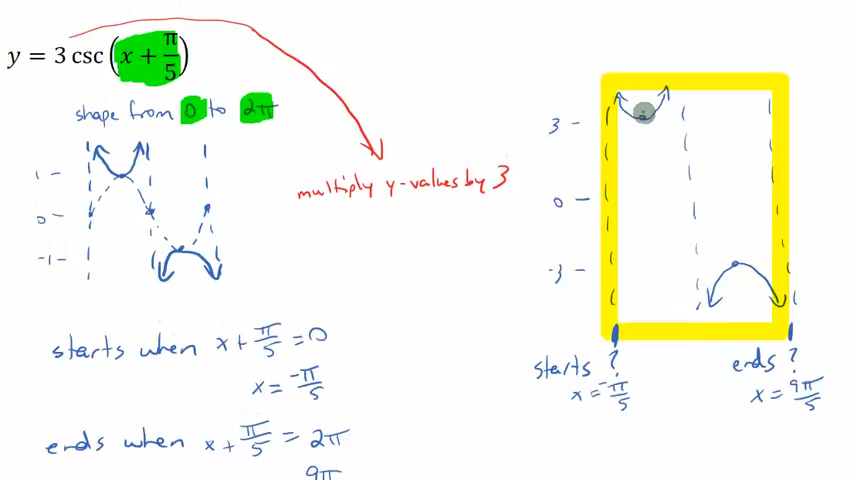 y = 3 csc (x + π/5)
shape from 0 to 2π
1
0
-1
multiply y-values by 3
3
0
-3
starts when x + π/5 = 0
x = -π/5
ends when x + π/5 = 2π
9π
starts ?
x = -π/5
ends ?
x = 9π/5